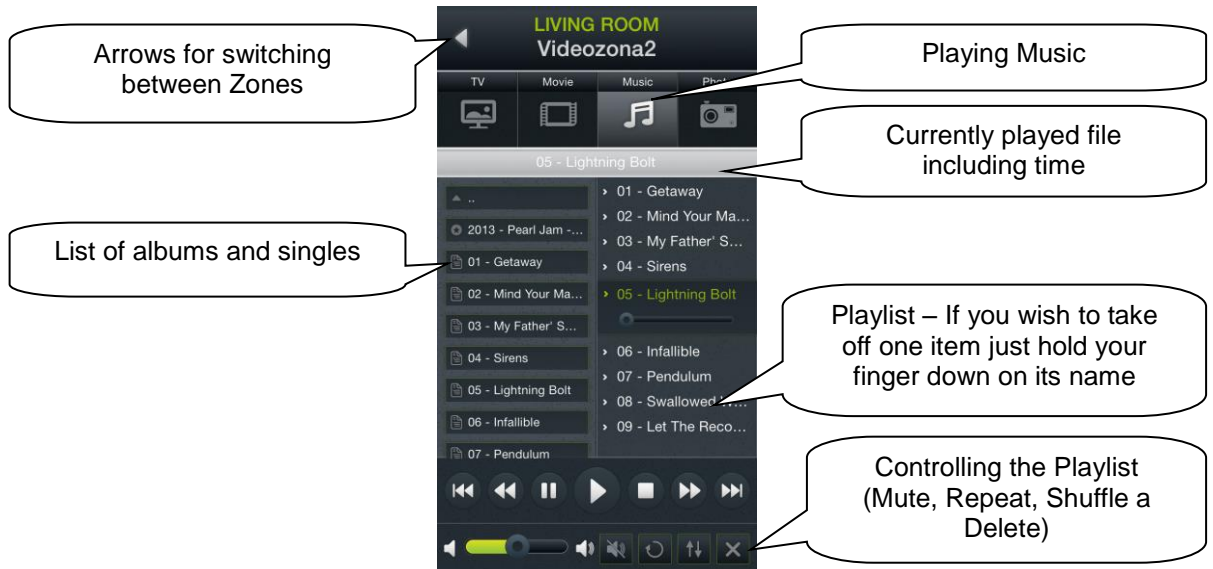 LIVING ROOM
Videozona2
TV
Movie
Music
05 - Lightning Bolt
..
2013 - Pearl Jam -...
01 - Getaway
02 - Mind Your Ma...
03 - My Father' S...
04 - Sirens
05 - Lightning Bolt
06 - Infallible
07 - Pendulum
› 01 - Getaway
› 02 - Mind Your Ma...
› 03 - My Father' S...
› 04 - Sirens
› 05 - Lightning Bolt
› 06 - Infallible
› 07 - Pendulum
› 08 - Swallowed
› 09 - Let The Reco...
Arrows for switching
between Zones
List of albums and singles
Playing Music
Currently played file
including time
Playlist – If you wish to take
off one item just hold your
finger down on its name
Controlling the Playlist
(Mute, Repeat, Shuffle a
Delete)